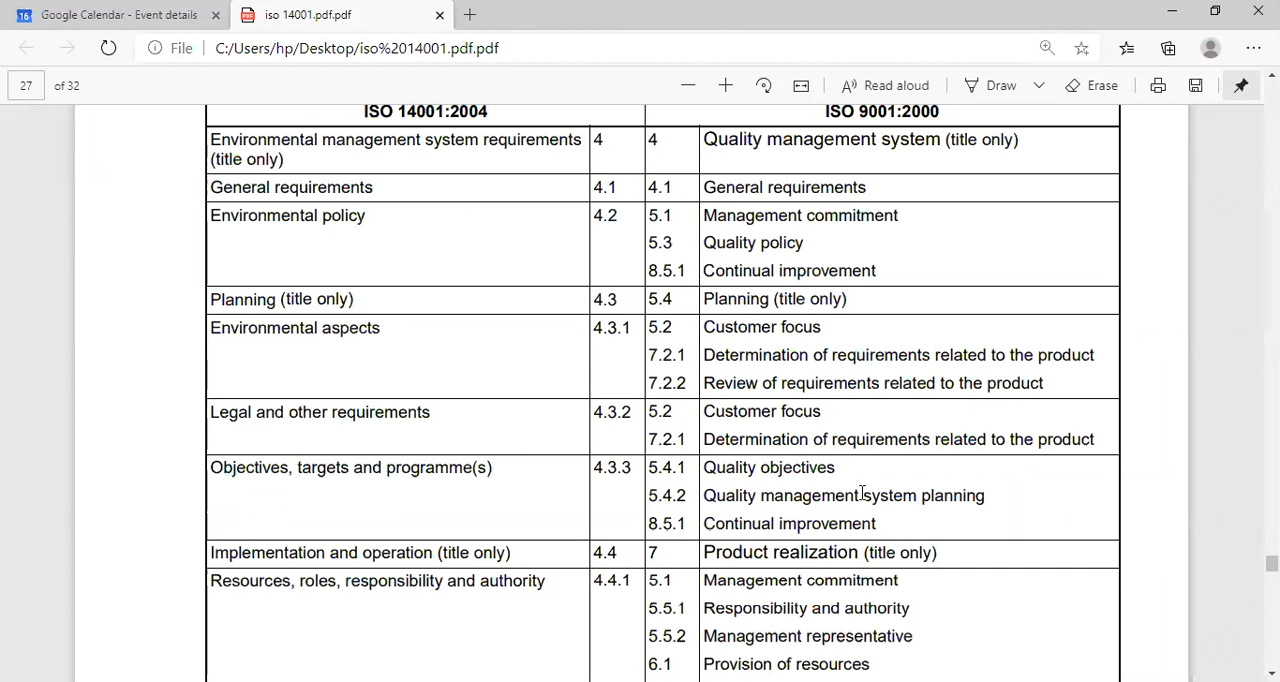 Google Calendar - Event details
iso 14001.pdf.pdf
File C:/Users/hp/Desktop/iso%2014001.pdf.pdf
27 of 32 Read aloud Draw Erase
ISO 14001:2004 ISO 9001:2000
Environmental management system requirements (title only) 4 4 Quality management system (title only)
General requirements 4.1 4.1 General requirements
Environmental policy 4.2 5.1 Management commitment
5.3 Quality policy
8.5.1 Continual improvement
Planning (title only) 4.3 5.4 Planning (title only)
Environmental aspects 4.3.1 5.2 Customer focus
7.2.1 Determination of requirements related to the product
7.2.2 Review of requirements related to the product
Legal and other requirements 4.3.2 5.2 Customer focus
7.2.1 Determination of requirements related to the product
Objectives, targets and programme(s) 4.3.3 5.4.1 Quality objectives
5.4.2 Quality management system planning
8.5.1 Continual improvement
Implementation and operation (title only) 4.4 7 Product realization (title only)
Resources, roles, responsibility and authority 4.4.1 5.1 Management commitment
5.5.1 Responsibility and authority
5.5.2 Management representative
6.1 Provision of resources